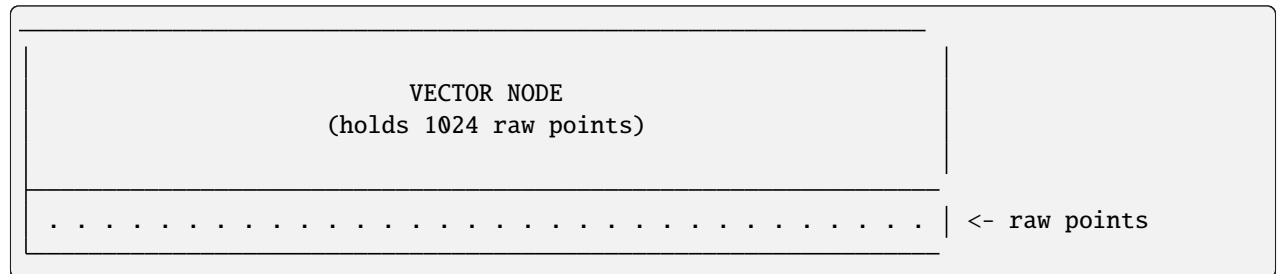 VECTOR NODE
(holds 1024 raw points)
. . . . . . . . . . . . . . . . . . . . . . . . . . . . . . . . <- raw points